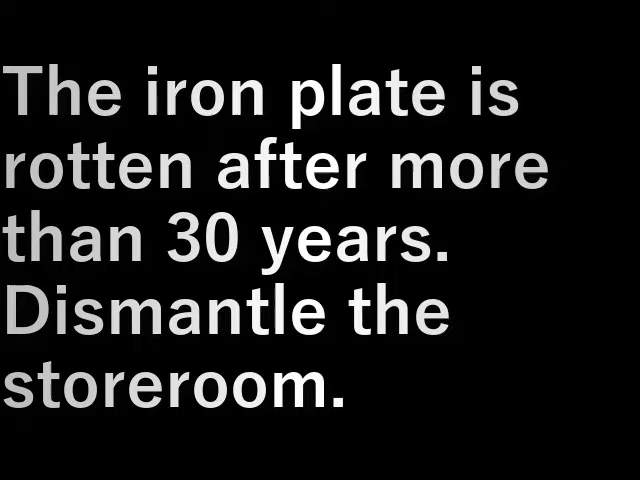 The iron plate is
rotten after more
than 30 years.
Dismantle the
storeroom.